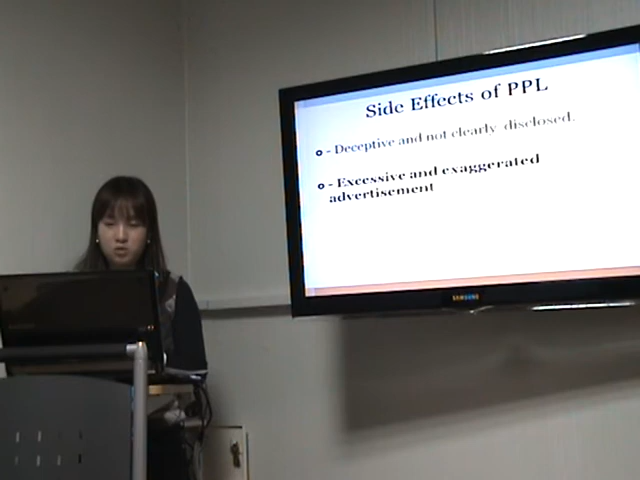 Side Effects of PPL
- Deceptive and not clearly disclosed.
- Excessive and exaggerated
advertisement
SAMSUNG